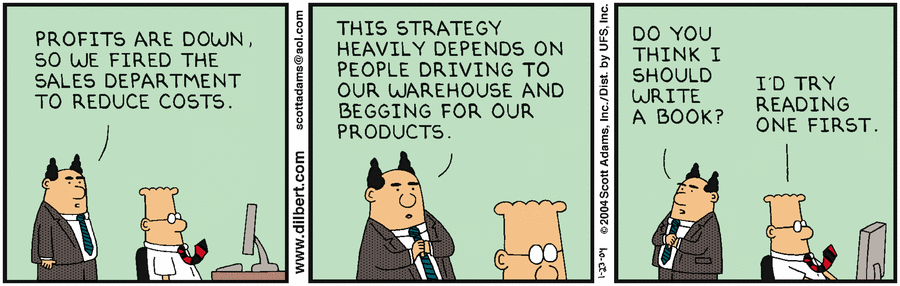 PROFITS ARE DOWN,
SO WE FIRED THE
SALES DEPARTMENT
TO REDUCE COSTS.
www.dilbert.com scottadams@aol.com
THIS STRATEGY
HEAVILY DEPENDS ON
PEOPLE DRIVING TO
OUR WAREHOUSE AND
BEGGING FOR OUR
PRODUCTS.
1-23-04 © 2004 Scott Adams, Inc./Dist. by UFS, Inc.
DO YOU
THINK I
SHOULD
WRITE
A BOOK?
I'D TRY
READING
ONE FIRST.